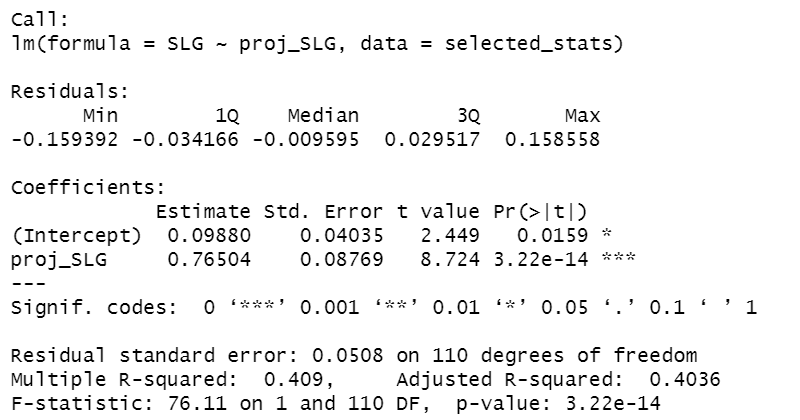 Call:
lm(formula = SLG ~ proj_SLG, data = selected_stats)
Residuals:
      Min        1Q    Median        3Q       Max
-0.159392 -0.034166 -0.009595  0.029517  0.158558
Coefficients:
            Estimate Std. Error t value Pr(>|t|)
(Intercept)  0.09880    0.04035   2.449   0.0159 *
proj_SLG     0.76504    0.08769   8.724 3.22e-14 ***
---
Signif. codes:  0 ‘***’ 0.001 ‘**’ 0.01 ‘*’ 0.05 ‘.’ 0.1 ‘ ’ 1
Residual standard error: 0.0508 on 110 degrees of freedom
Multiple R-squared:  0.409,	Adjusted R-squared:  0.4036
F-statistic: 76.11 on 1 and 110 DF,  p-value: 3.22e-14